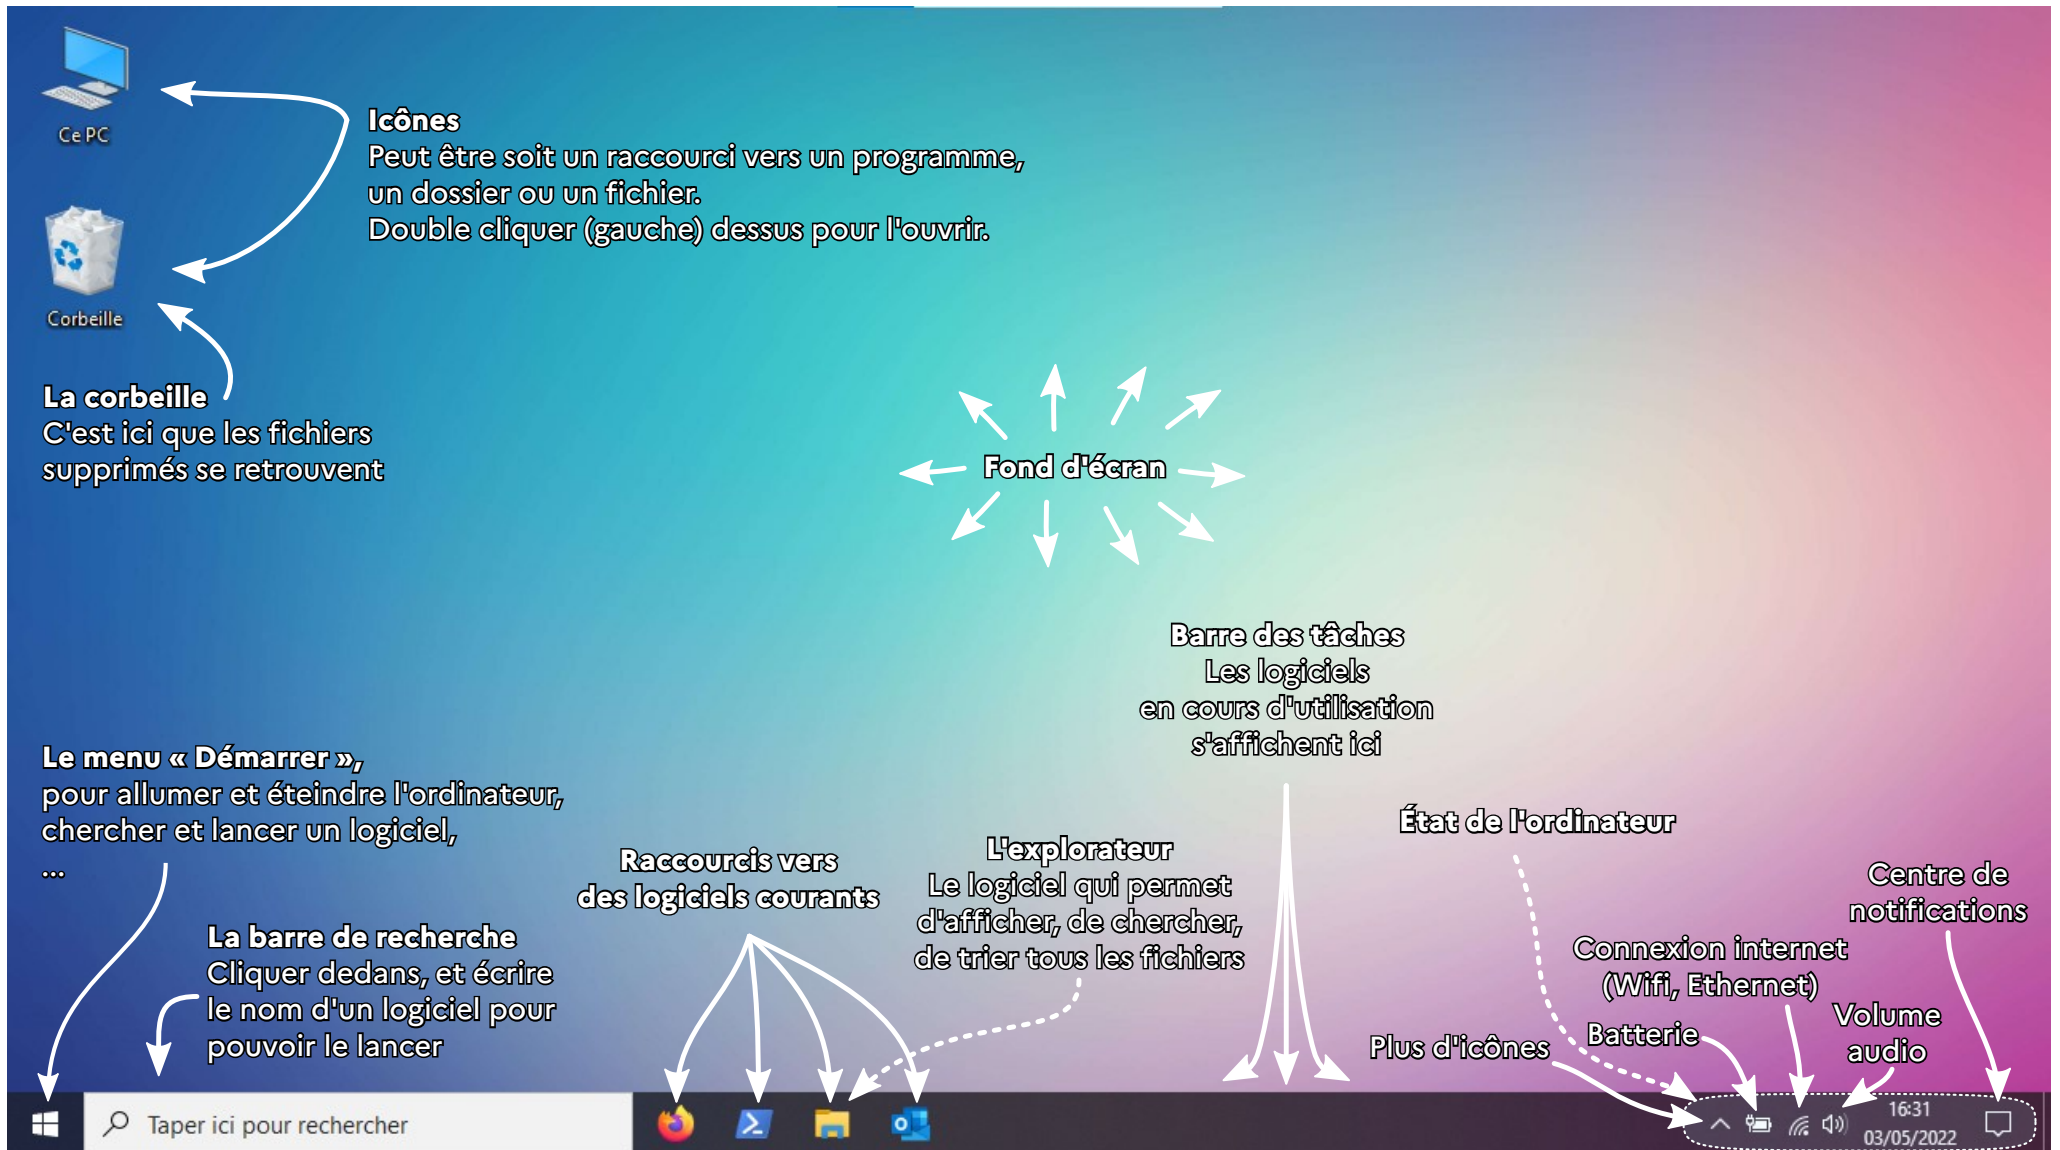 Ce PC
Icônes
Peut être soit un raccourci vers un programme,
un dossier ou un fichier.
Double cliquer (gauche) dessus pour l'ouvrir.
Corbeille
La corbeille
C'est ici que les fichiers
supprimés se retrouvent
Fond d'écran
Barre des tâches
Les logiciels
en cours d'utilisation
s'affichent ici
Le menu « Démarrer »,
pour allumer et éteindre l'ordinateur,
chercher et lancer un logiciel,
...
La barre de recherche
Cliquer dedans, et écrire
le nom d'un logiciel pour
pouvoir le lancer
Raccourcis vers
des logiciels courants
L'explorateur
Le logiciel qui permet
d'afficher, de chercher,
de trier tous les fichiers
État de l'ordinateur
Plus d'icônes
Batterie
Connexion internet
(Wifi, Ethernet)
Volume
audio
Centre de
notifications
Taper ici pour rechercher
16:31
03/05/2022